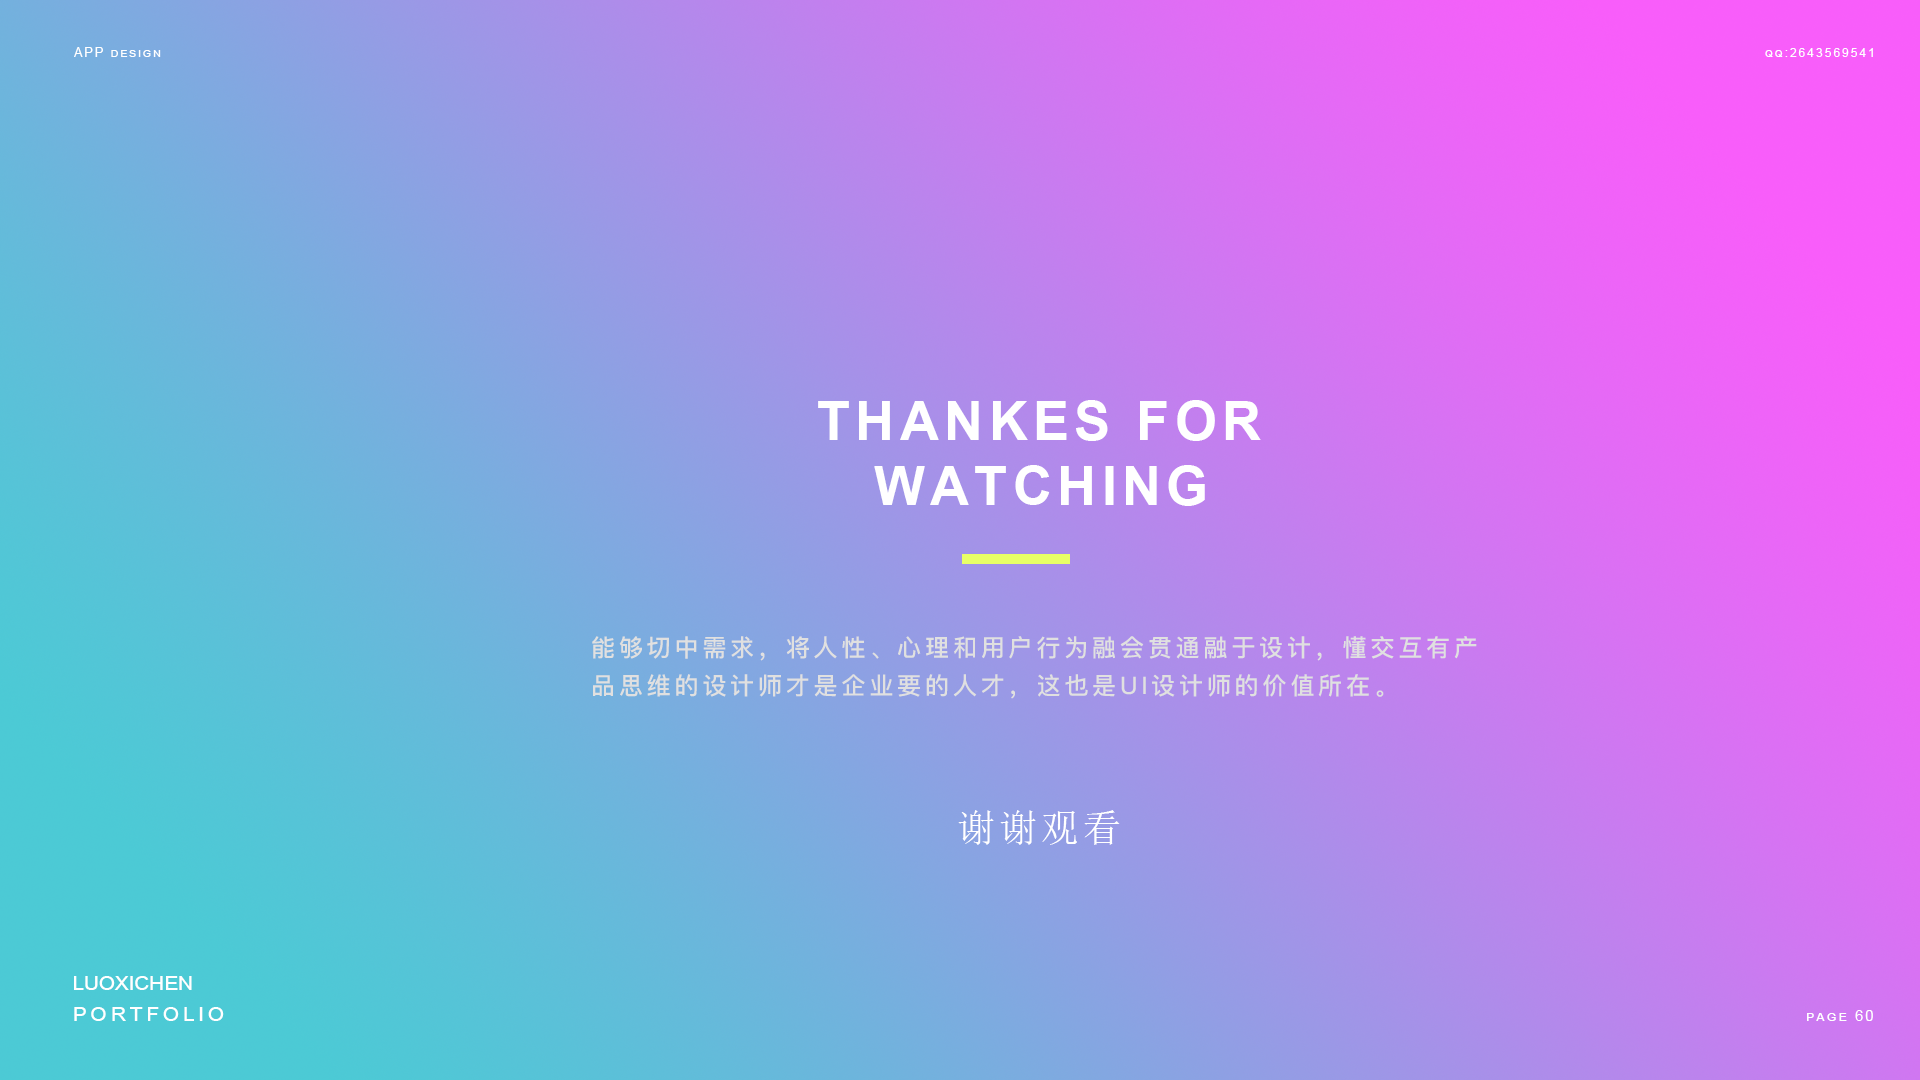 APP DESIGN
QQ:2643569541
THANKES FOR
WATCHING
能够切中需求，将人性、心理和用户行为融会贯通融于设计，懂交互有产
品思维的设计师才是企业要的人才，这也是UI设计师的价值所在。
谢谢观看
LUOXICHEN
PORTFOLIO
PAGE 60